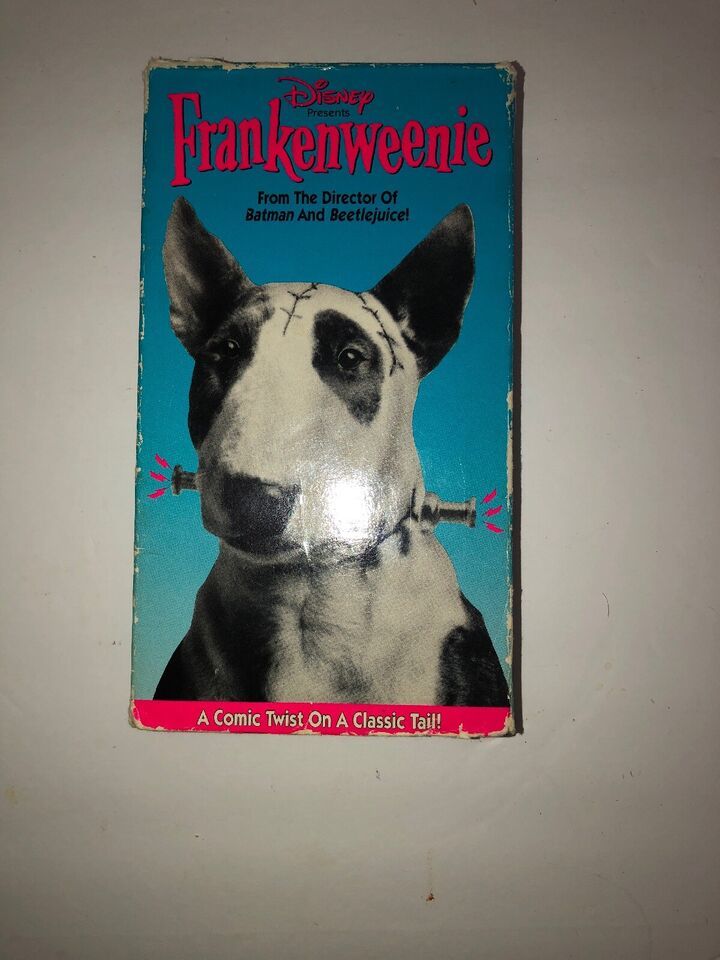 Disney
Presents
Frankenweenie
From The Director Of
Batman And Beetlejuice!
A Comic Twist On A Classic Tail!